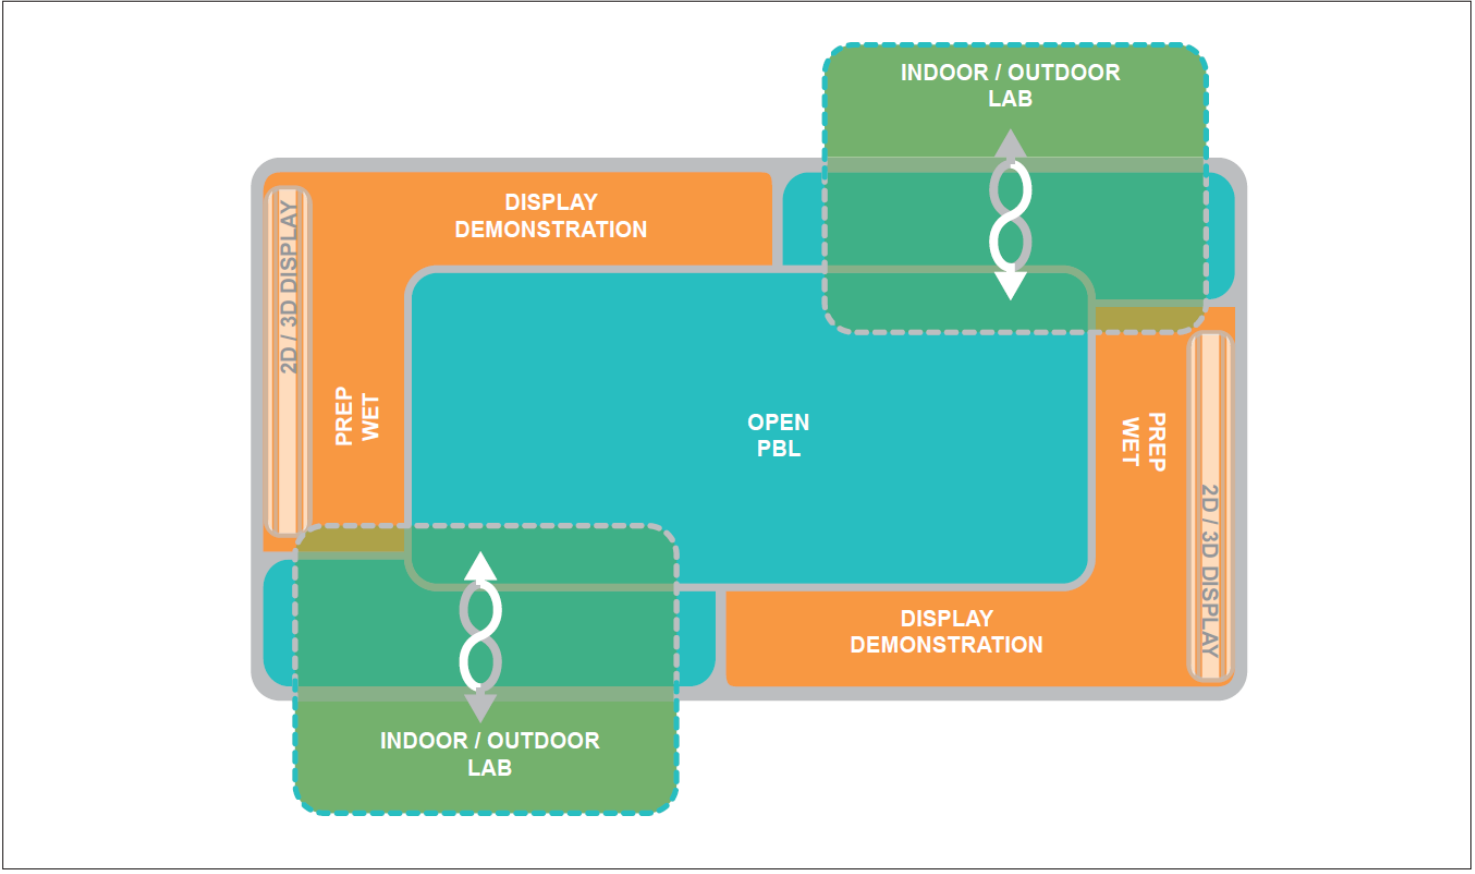 INDOOR / OUTDOOR
LAB
DISPLAY
DEMONSTRATION
2D / 3D DISPLAY
PREP
WET
OPEN
PBL
PREP
WET
2D / 3D DISPLAY
DISPLAY
DEMONSTRATION
INDOOR / OUTDOOR
LAB